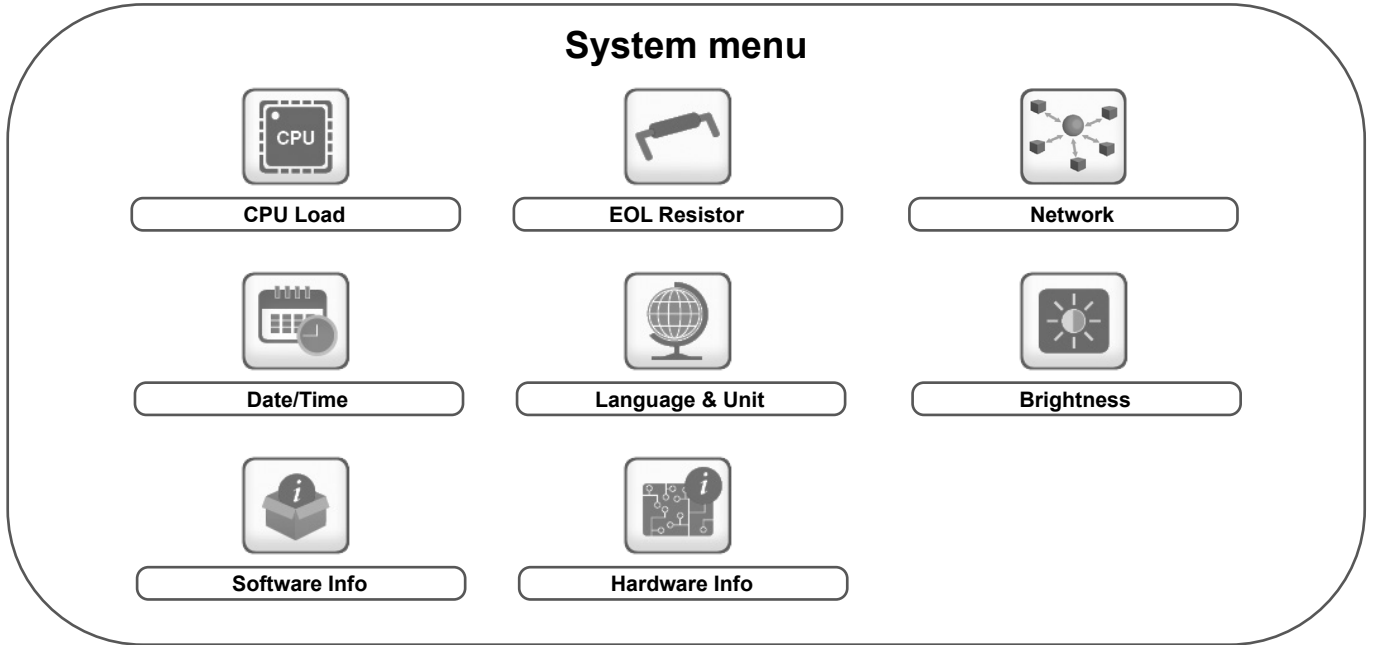 System menu
CPU
CPU Load
EOL Resistor
Network
Date/Time
Language & Unit
Brightness
i
i
Software Info
Hardware Info